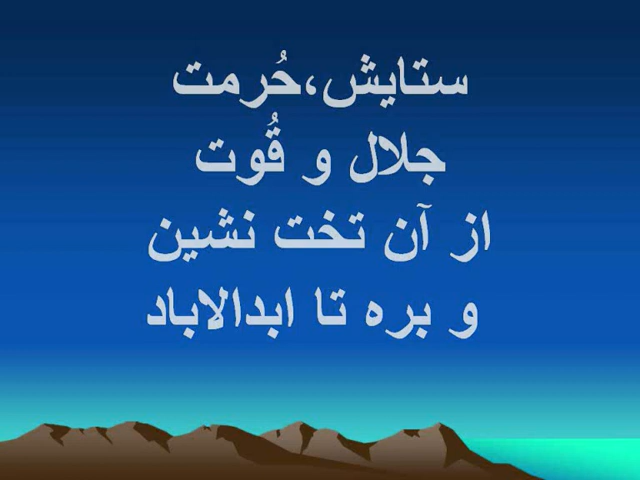 ستایش،حُرمت
جلال و قُوت
از آن تخت نشین
و بره تا ابدالاباد